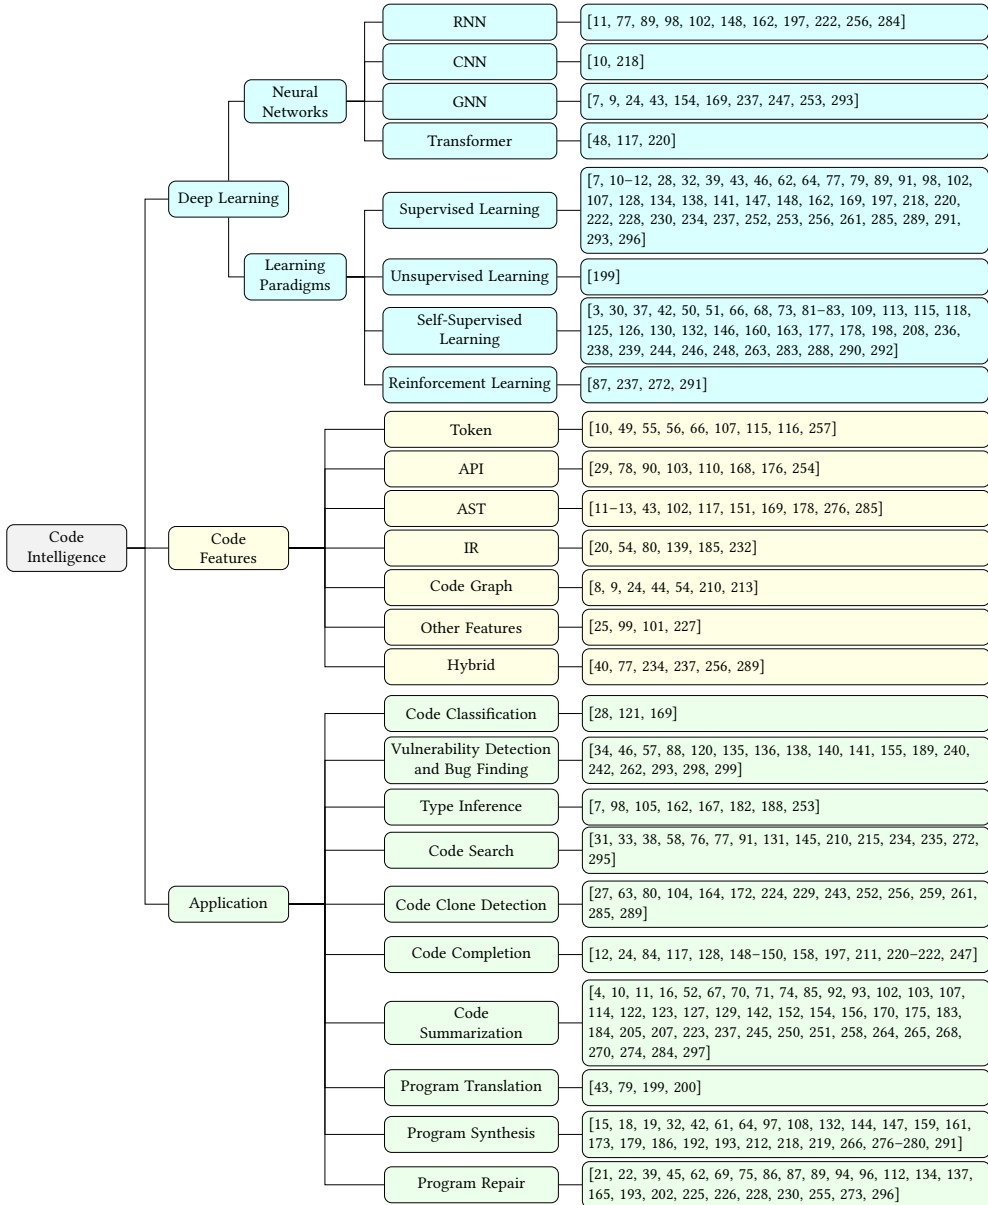 RNN
[11, 77, 89, 98, 102, 148, 162, 197, 222, 256, 284]
CNN
[10, 218]
Neural
Networks
GNN
[7, 9, 24, 43, 154, 169, 237, 247, 253, 293]
Transformer
[48, 117, 220]
Deep Learning
Supervised Learning
[7, 10–12, 28, 32, 39, 43, 46, 62, 64, 77, 79, 89, 91, 98, 102,
107, 128, 134, 138, 141, 147, 148, 162, 169, 197, 218, 220,
222, 228, 230, 234, 237, 252, 253, 256, 261, 285, 289, 291,
293, 296]
Learning
Paradigms
Unsupervised Learning
[199]
Self-Supervised
Learning
[3, 30, 37, 42, 50, 51, 66, 68, 73, 81–83, 109, 113, 115, 118,
125, 126, 130, 132, 146, 160, 163, 177, 178, 198, 208, 236,
238, 239, 244, 246, 248, 263, 283, 288, 290, 292]
Reinforcement Learning
[87, 237, 272, 291]
Token
[10, 49, 55, 56, 66, 107, 115, 116, 257]
API
[29, 78, 90, 103, 110, 168, 176, 254]
AST
[11–13, 43, 102, 117, 151, 169, 178, 276, 285]
Code
Intelligence
Code
Features
IR
[20, 54, 80, 139, 185, 232]
Code Graph
[8, 9, 24, 44, 54, 210, 213]
Other Features
[25, 99, 101, 227]
Hybrid
[40, 77, 234, 237, 256, 289]
Code Classification
[28, 121, 169]
Vulnerability Detection
and Bug Finding
[34, 46, 57, 88, 120, 135, 136, 138, 140, 141, 155, 189, 240,
242, 262, 293, 298, 299]
Type Inference
[7, 98, 105, 162, 167, 182, 188, 253]
Code Search
[31, 33, 38, 58, 76, 77, 91, 131, 145, 210, 215, 234, 235, 272,
295]
Application
Code Clone Detection
[27, 63, 80, 104, 164, 172, 224, 229, 243, 252, 256, 259, 261,
285, 289]
Code Completion
[12, 24, 84, 117, 128, 148–150, 158, 197, 211, 220–222, 247]
Code
Summarization
[4, 10, 11, 16, 52, 67, 70, 71, 74, 85, 92, 93, 102, 103, 107,
114, 122, 123, 127, 129, 142, 152, 154, 156, 170, 175, 183,
184, 205, 207, 223, 237, 245, 250, 251, 258, 264, 265, 268,
270, 274, 284, 297]
Program Translation
[43, 79, 199, 200]
Program Synthesis
[15, 18, 19, 32, 42, 61, 64, 97, 108, 132, 144, 147, 159, 161,
173, 179, 186, 192, 193, 212, 218, 219, 266, 276–280, 291]
Program Repair
[21, 22, 39, 45, 62, 69, 75, 86, 87, 89, 94, 96, 112, 134, 137,
165, 193, 202, 225, 226, 228, 230, 255, 273, 296]